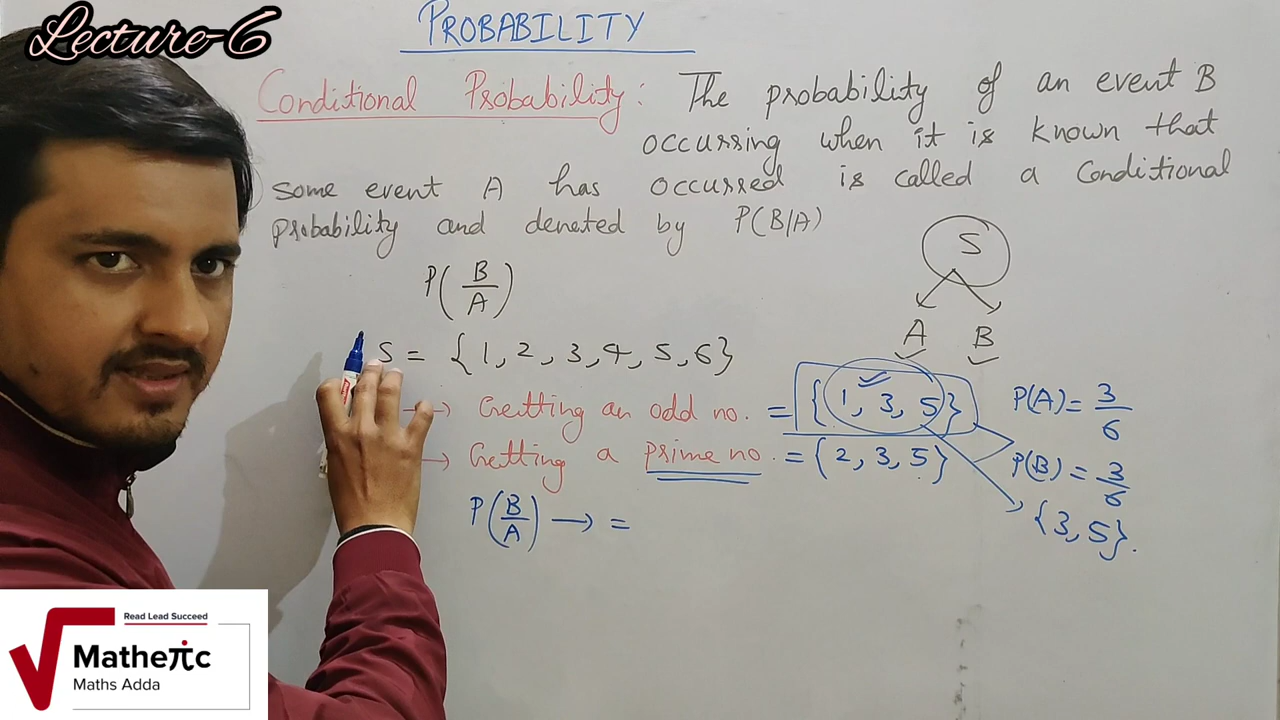 Lecture-6
PROBABILITY
Conditional Probability: The probability of an event B
occurring when it is known that
some event A has occurred is called a Conditional
probability and denated by P(B/A)
P(B/A)
S
A B
S = {1, 2, 3, 4, 5, 6}
→ Getting an odd no. = {1, 3, 5} P(A) = 3/6
→ Getting a prime no. = {2, 3, 5} P(B) = 3/6
P(B/A) → = {3, 5}.
Read Lead Succeed
Matheπc
Maths Adda